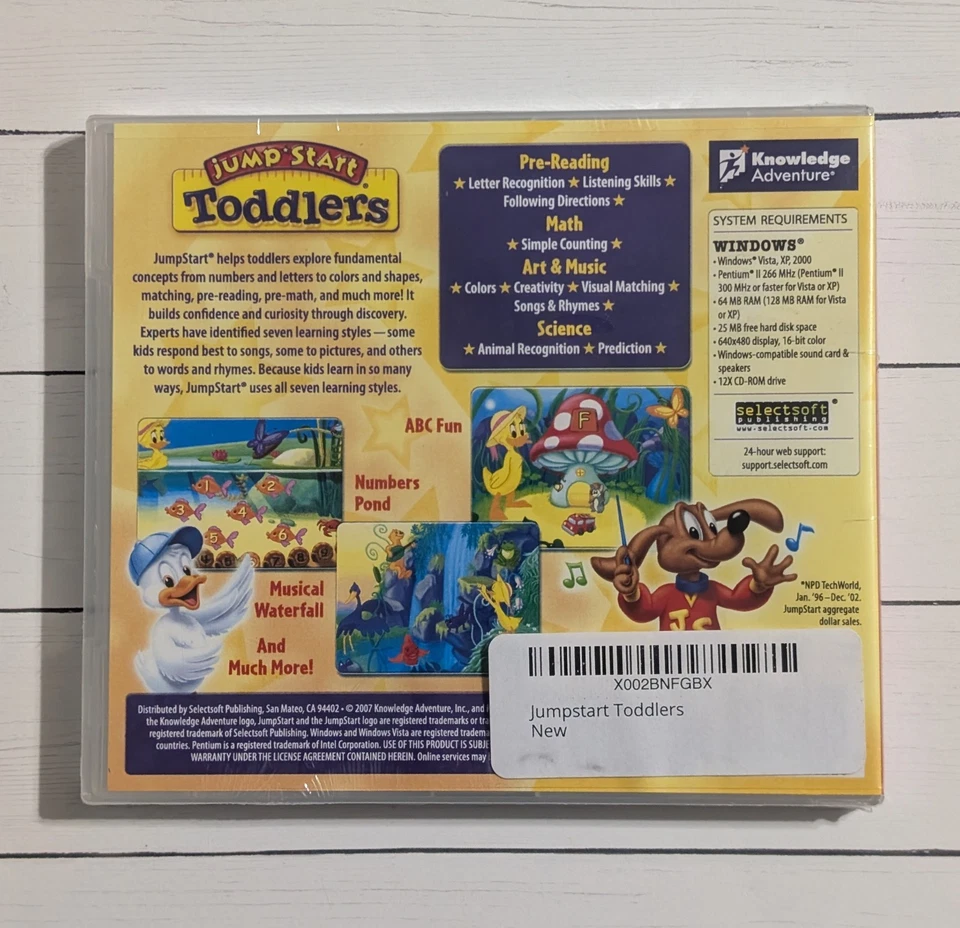 JumpStart®
Toddlers®
JumpStart® helps toddlers explore fundamental
concepts from numbers and letters to colors and shapes,
matching, pre-reading, pre-math, and much more! It
builds confidence and curiosity through discovery.
Experts have identified seven learning styles — some
kids respond best to songs, some to pictures, and others
to words and rhymes. Because kids learn in so many
ways, JumpStart® uses all seven learning styles.
Pre-Reading
★ Letter Recognition ★ Listening Skills ★
Following Directions ★
Math
★ Simple Counting ★
Art & Music
★ Colors ★ Creativity ★ Visual Matching ★
Songs & Rhymes ★
Science
★ Animal Recognition ★ Prediction ★
Knowledge
Adventure®
SYSTEM REQUIREMENTS
WINDOWS®
• Windows® Vista, XP, 2000
• Pentium® II 266 MHz (Pentium® II
300 MHz or faster for Vista or XP)
• 64 MB RAM (128 MB RAM for Vista
or XP)
• 25 MB free hard disk space
• 640x480 display, 16-bit color
• Windows-compatible sound card &
speakers
• 12X CD-ROM drive
selectsoft®
publishing
www.selectsoft.com
24-hour web support:
support.selectsoft.com
ABC Fun
F
Numbers
Pond
1 2
3 4
5 6
Musical
Waterfall
And
Much More!
JS
*NPD TechWorld,
Jan. '96 – Dec. '02.
JumpStart aggregate
dollar sales.
Distributed by Selectsoft Publishing, San Mateo, CA 94402 • © 2007 Knowledge Adventure, Inc., and
the Knowledge Adventure logo, JumpStart and the JumpStart logo are registered trademarks or
registered trademark of Selectsoft Publishing. Windows and Windows Vista are registered
countries. Pentium is a registered trademark of Intel Corporation. USE OF THIS PRODUCT IS
WARRANTY UNDER THE LICENSE AGREEMENT CONTAINED HEREIN. Online services may
X002BNFGBX
Jumpstart Toddlers
New